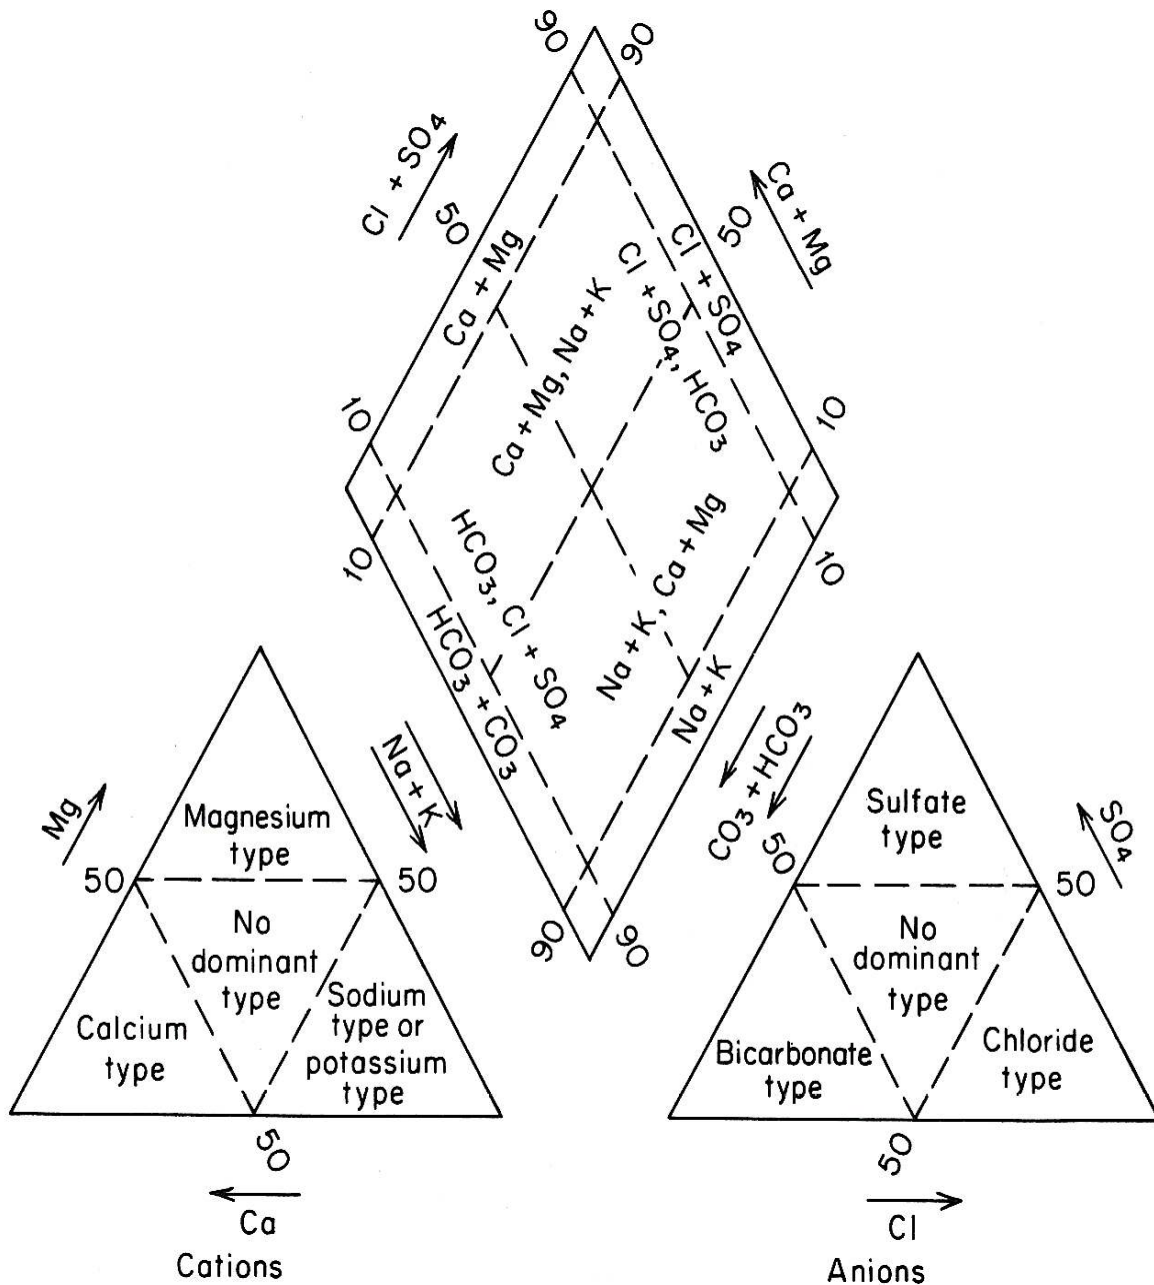 90
90
Cl + SO4
Ca + Mg
50
50
Ca + Mg
Cl + SO4
Cl + SO4, HCO3
Ca + Mg, Na + K
10
10
10
10
HCO3, Cl + SO4
Na + K, Ca + Mg
HCO3 + CO3
Na + K
90
90
Mg
Na + K
50
50
Magnesium
type
No
dominant
type
Calcium
type
Sodium
type or
potassium
type
50
Ca
Cations
CO3 + HCO3
SO4
50
50
Sulfate
type
No
dominant
type
Bicarbonate
type
Chloride
type
50
Cl
Anions